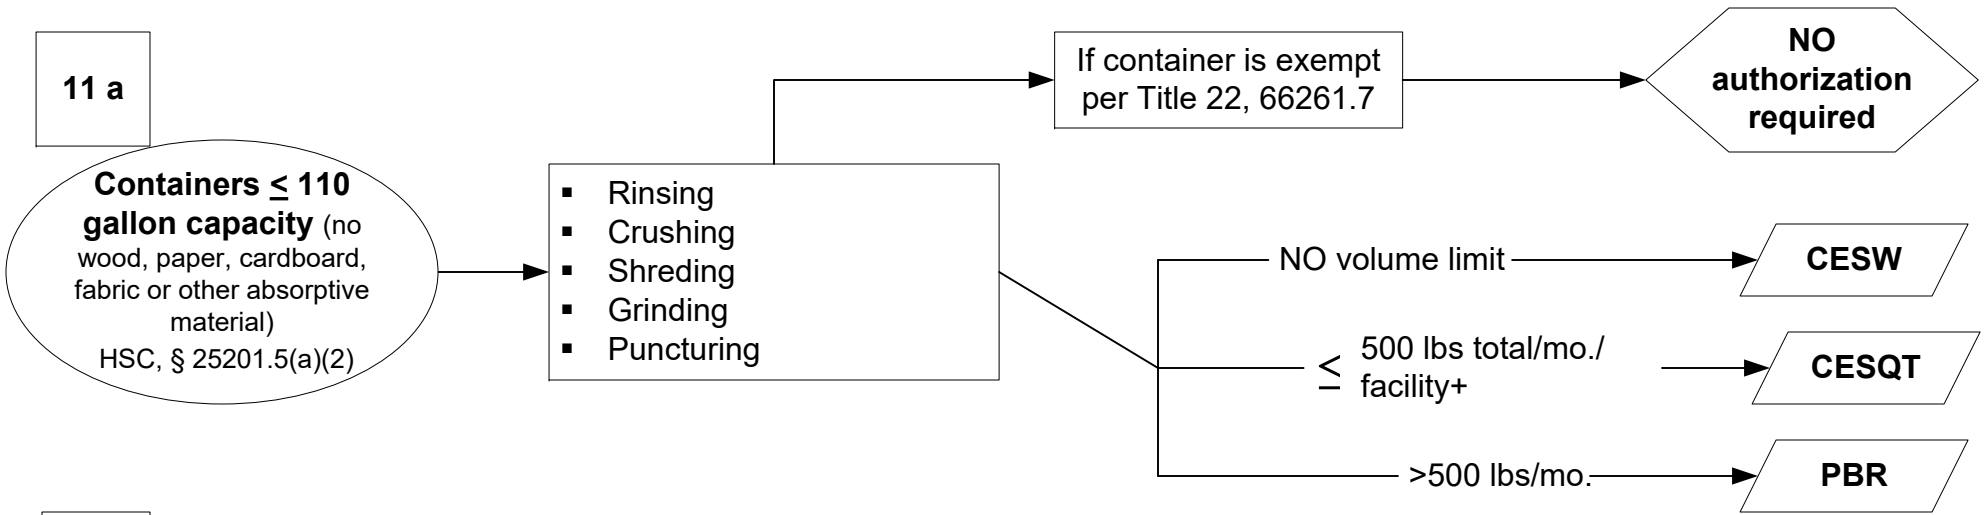 11 a
Containers ≤ 110
gallon capacity (no
wood, paper, cardboard,
fabric or other absorptive
material)
HSC, § 25201.5(a)(2)
▪ Rinsing
▪ Crushing
▪ Shreding
▪ Grinding
▪ Puncturing
If container is exempt
per Title 22, 66261.7
NO
authorization
required
NO volume limit
CESW
≤ 500 lbs total/mo./
facility+
CESQT
>500 lbs/mo.
PBR